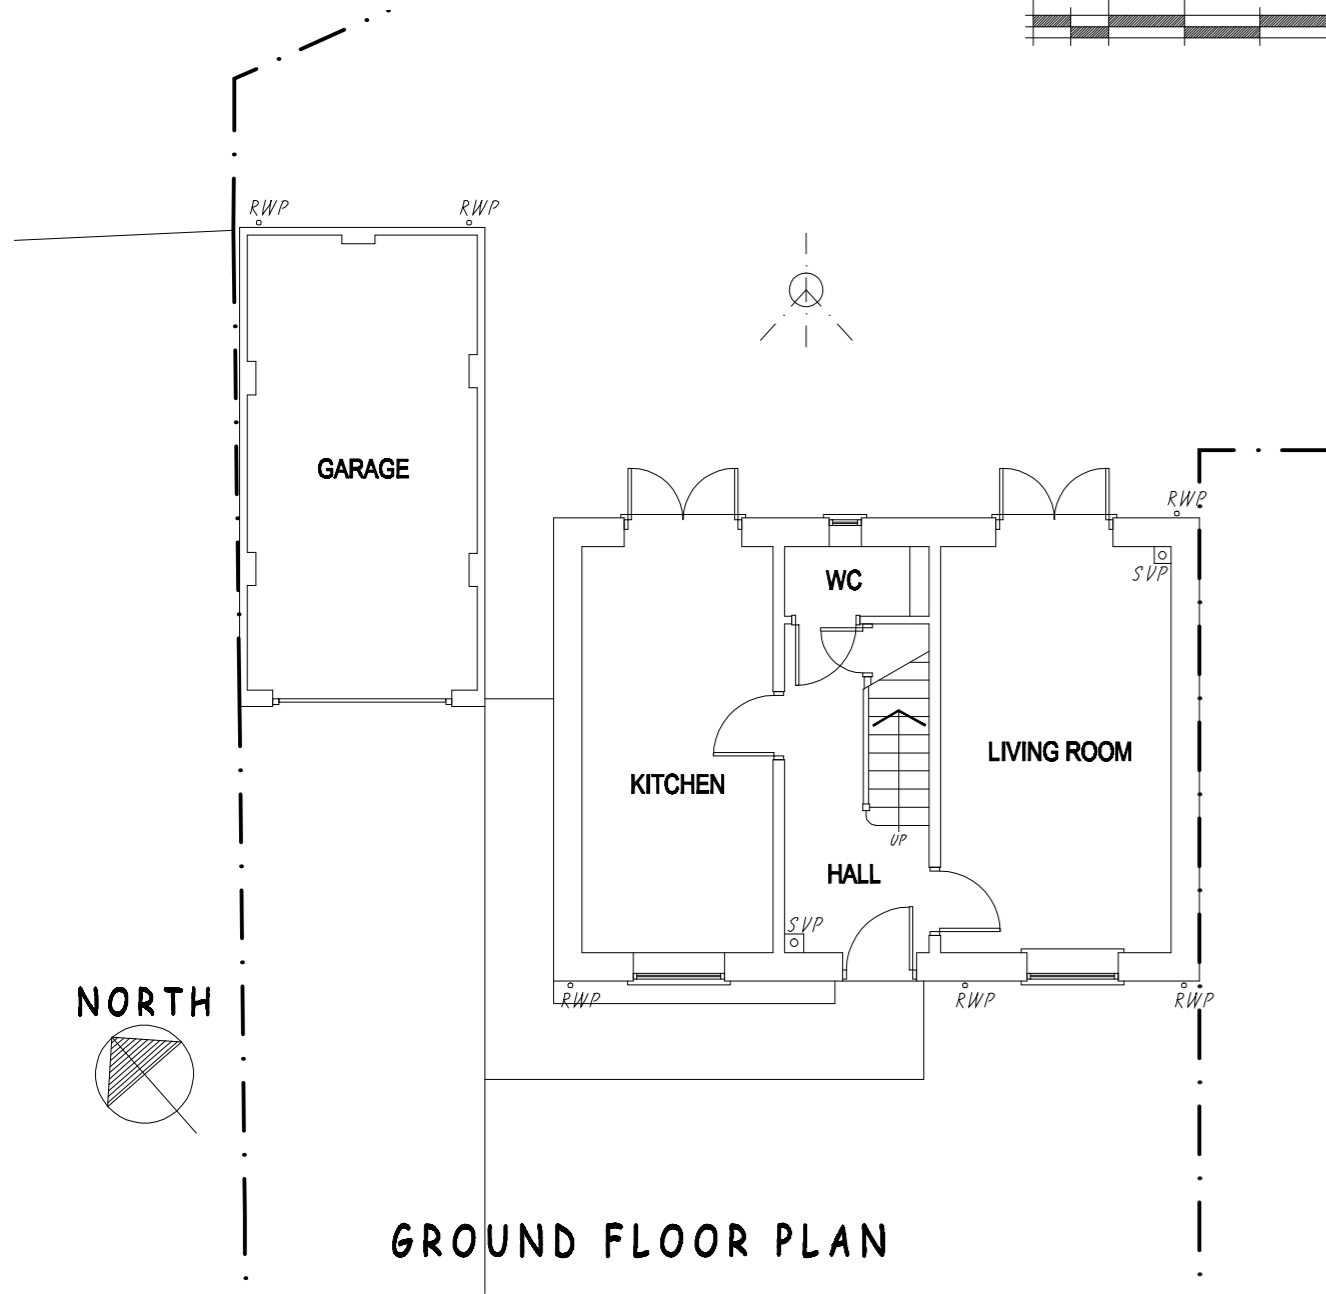 RWP
RWP
GARAGE
RWP
SVP
WC
LIVING ROOM
KITCHEN
UP
HALL
SVP
NORTH
RWP
RWP
RWP
GROUND FLOOR PLAN